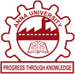 ANNA UNIVERSITY
PROGRESS THROUGH KNOWLEDGE